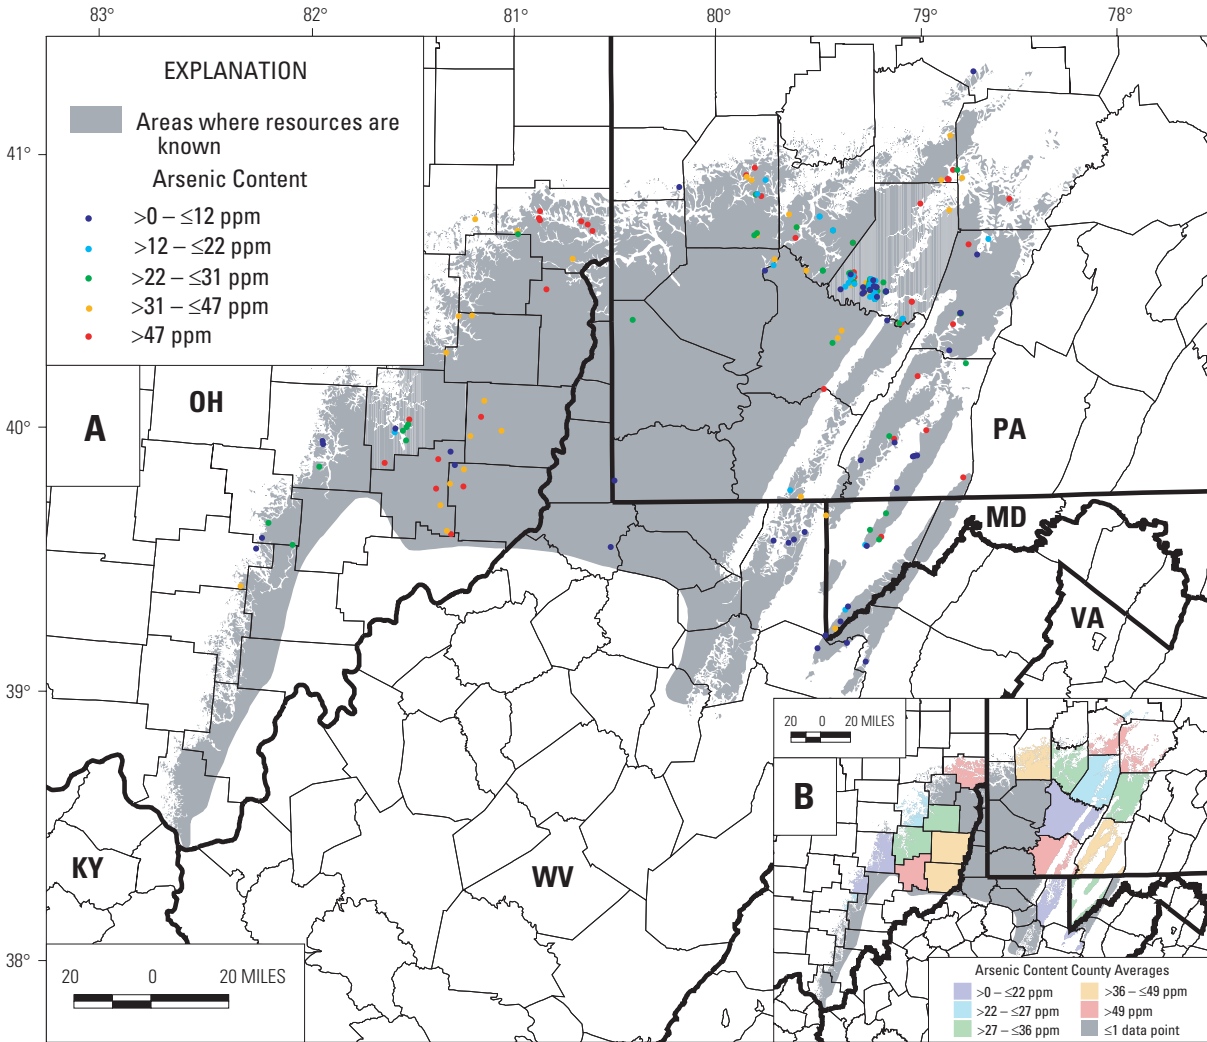 83° 82° 81° 80° 79° 78°
EXPLANATION
Areas where resources are
known
Arsenic Content
>0 – ≤12 ppm
>12 – ≤22 ppm
>22 – ≤31 ppm
>31 – ≤47 ppm
>47 ppm
41°
40°
39°
38°
A
OH
PA
MD
VA
WV
KY
20 0 20 MILES
20 0 20 MILES
B
Arsenic Content County Averages
>0 – ≤22 ppm
>22 – ≤27 ppm
>27 – ≤36 ppm
>36 – ≤49 ppm
>49 ppm
≤1 data point